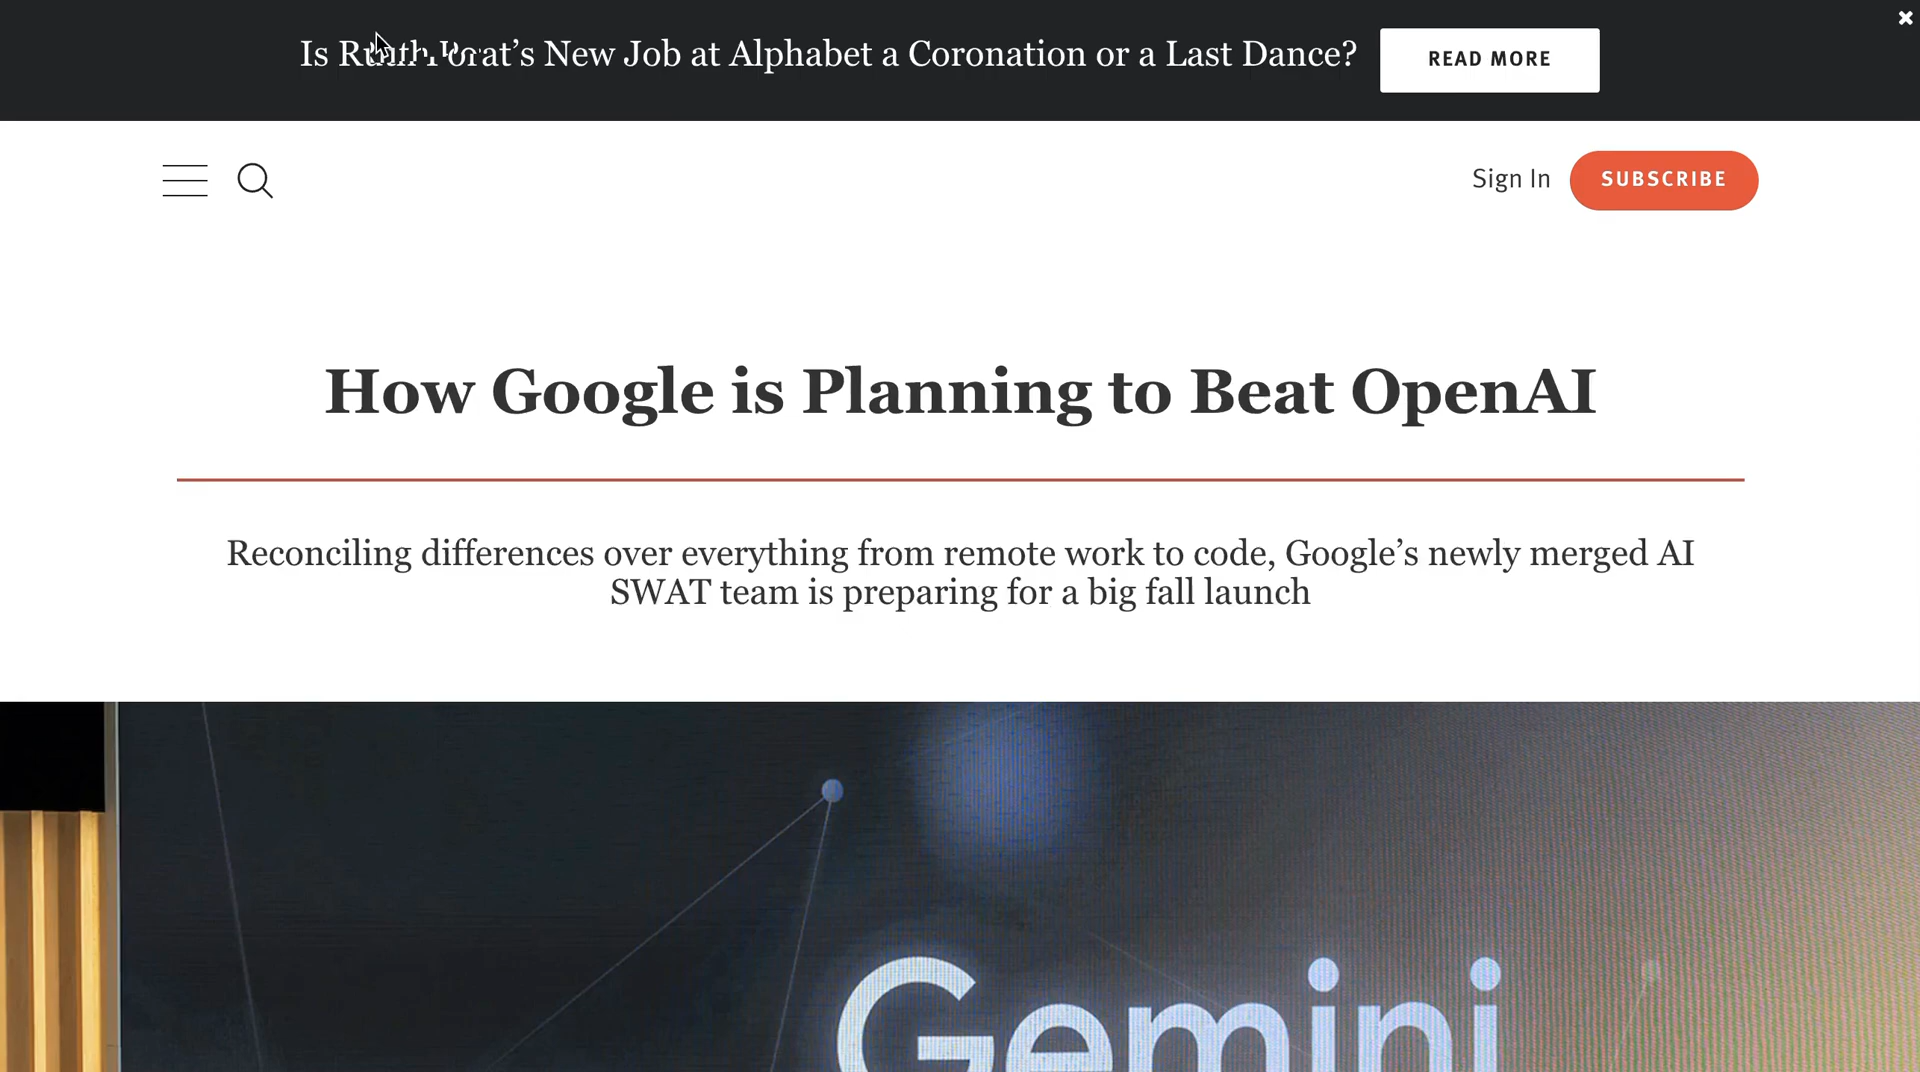 Is Ruth Porat’s New Job at Alphabet a Coronation or a Last Dance?
READ MORE
Sign In
SUBSCRIBE
How Google is Planning to Beat OpenAI
Reconciling differences over everything from remote work to code, Google’s newly merged AI
SWAT team is preparing for a big fall launch
Gemini